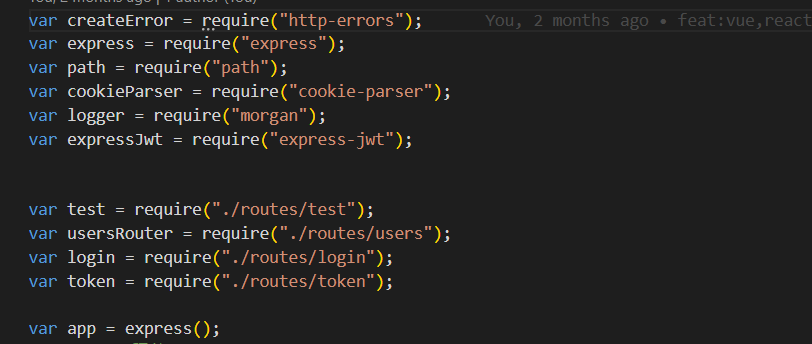 You, 2 months ago | 1 author (You)
var createError = require("http-errors");     You, 2 months ago • feat:vue,react
var express = require("express");
var path = require("path");
var cookieParser = require("cookie-parser");
var logger = require("morgan");
var expressJwt = require("express-jwt");
var test = require("./routes/test");
var usersRouter = require("./routes/users");
var login = require("./routes/login");
var token = require("./routes/token");
var app = express();